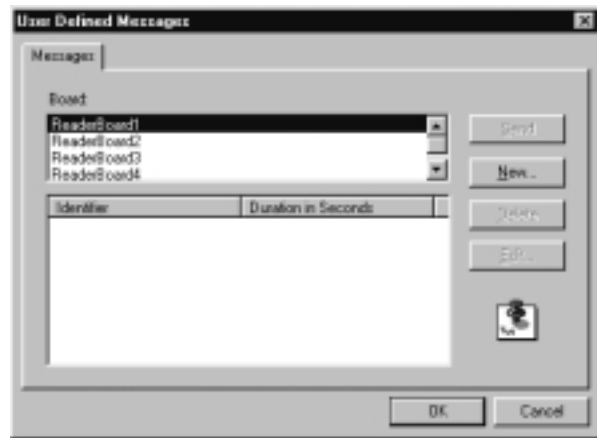 User Defined Messages
Messages
Board:
ReaderBoard1
ReaderBoard2
ReaderBoard3
ReaderBoard4
Send
New...
Identifier Duration in Seconds
Delete
Edit...
OK Cancel